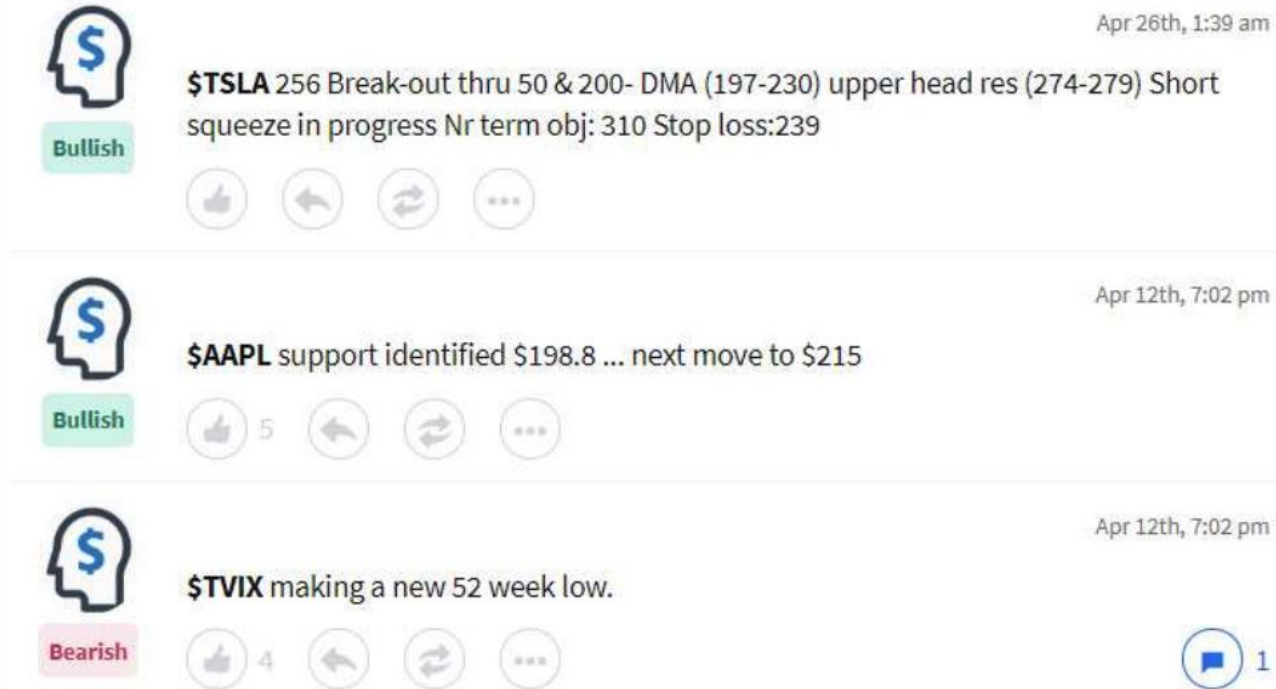 Apr 26th, 1:39 am
$
$TSLA 256 Break-out thru 50 & 200- DMA (197-230) upper head res (274-279) Short
squeeze in progress Nr term obj: 310 Stop loss:239
Bullish
Apr 12th, 7:02 pm
$
$AAPL support identified $198.8 ... next move to $215
Bullish
5
Apr 12th, 7:02 pm
$
$TVIX making a new 52 week low.
Bearish
4
1